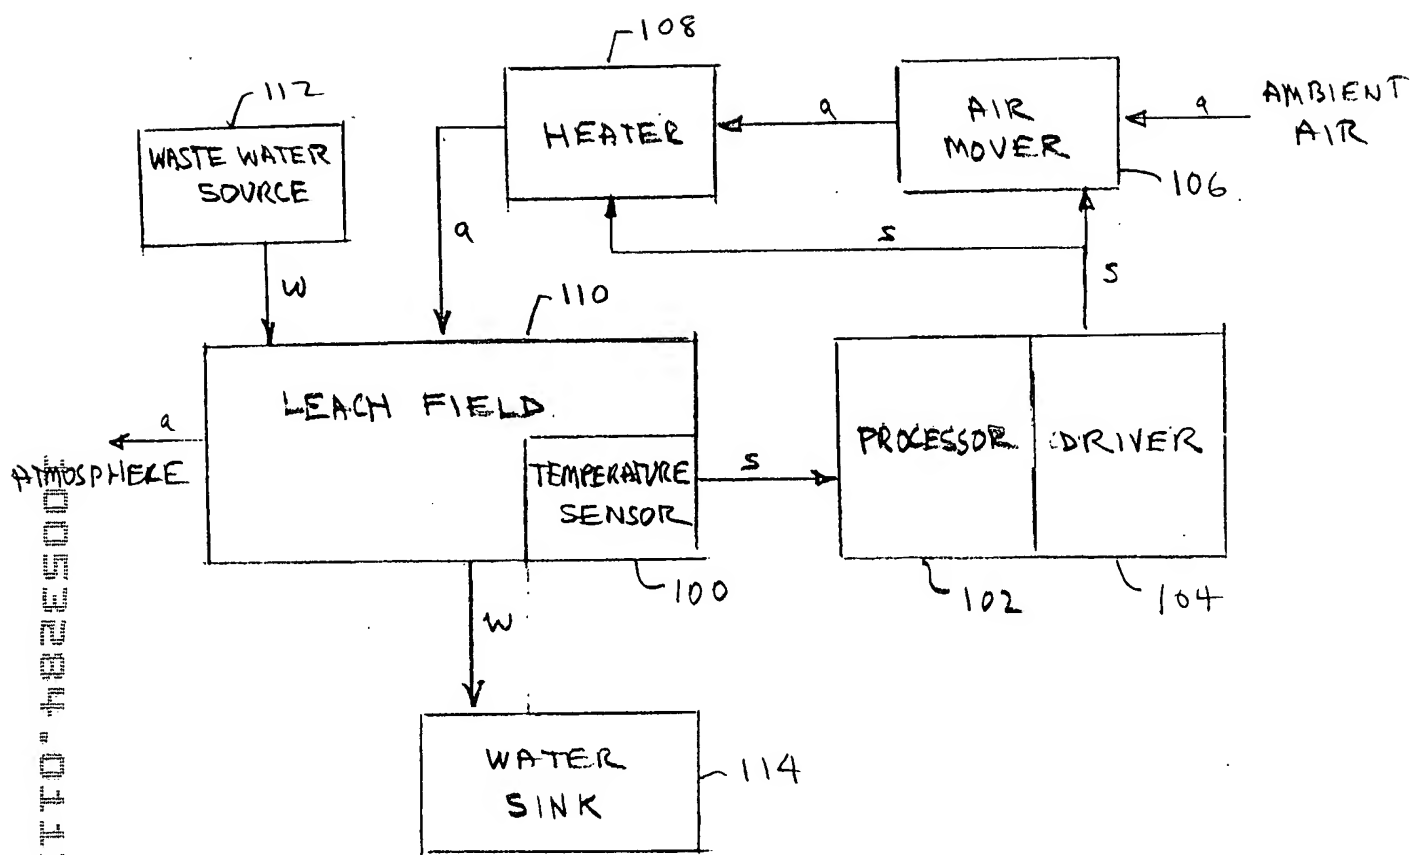 108
112
HEATER
a
AIR
MOVER
a
AMBIENT
AIR
WASTE WATER
SOURCE
106
a
s
s
w
110
LEACH FIELD
a
ATMOSPHERE
TEMPERATURE
SENSOR
s
PROCESSOR
DRIVER
100
102
104
w
WATER
SINK
114